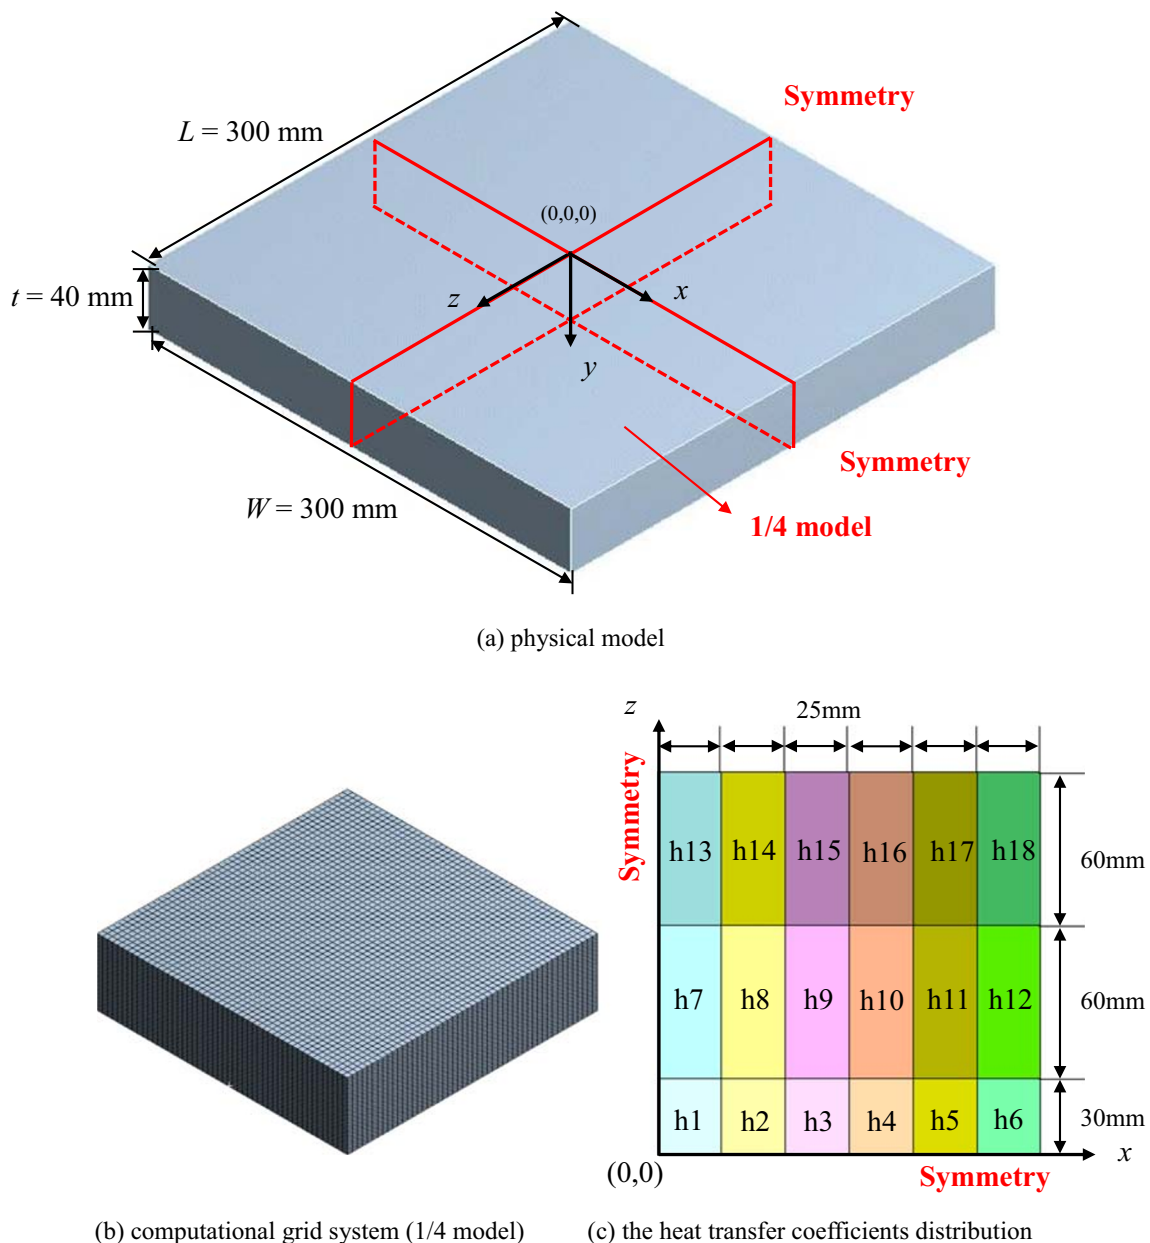 Symmetry
L = 300 mm
(0,0,0)
t = 40 mm
z
x
y
Symmetry
W = 300 mm
1/4 model
(a) physical model
z
25mm
Symmetry
h13 h14 h15 h16 h17 h18
60mm
h7 h8 h9 h10 h11 h12
60mm
h1 h2 h3 h4 h5 h6
30mm
x
(0,0)
Symmetry
(b) computational grid system (1/4 model)
(c) the heat transfer coefficients distribution